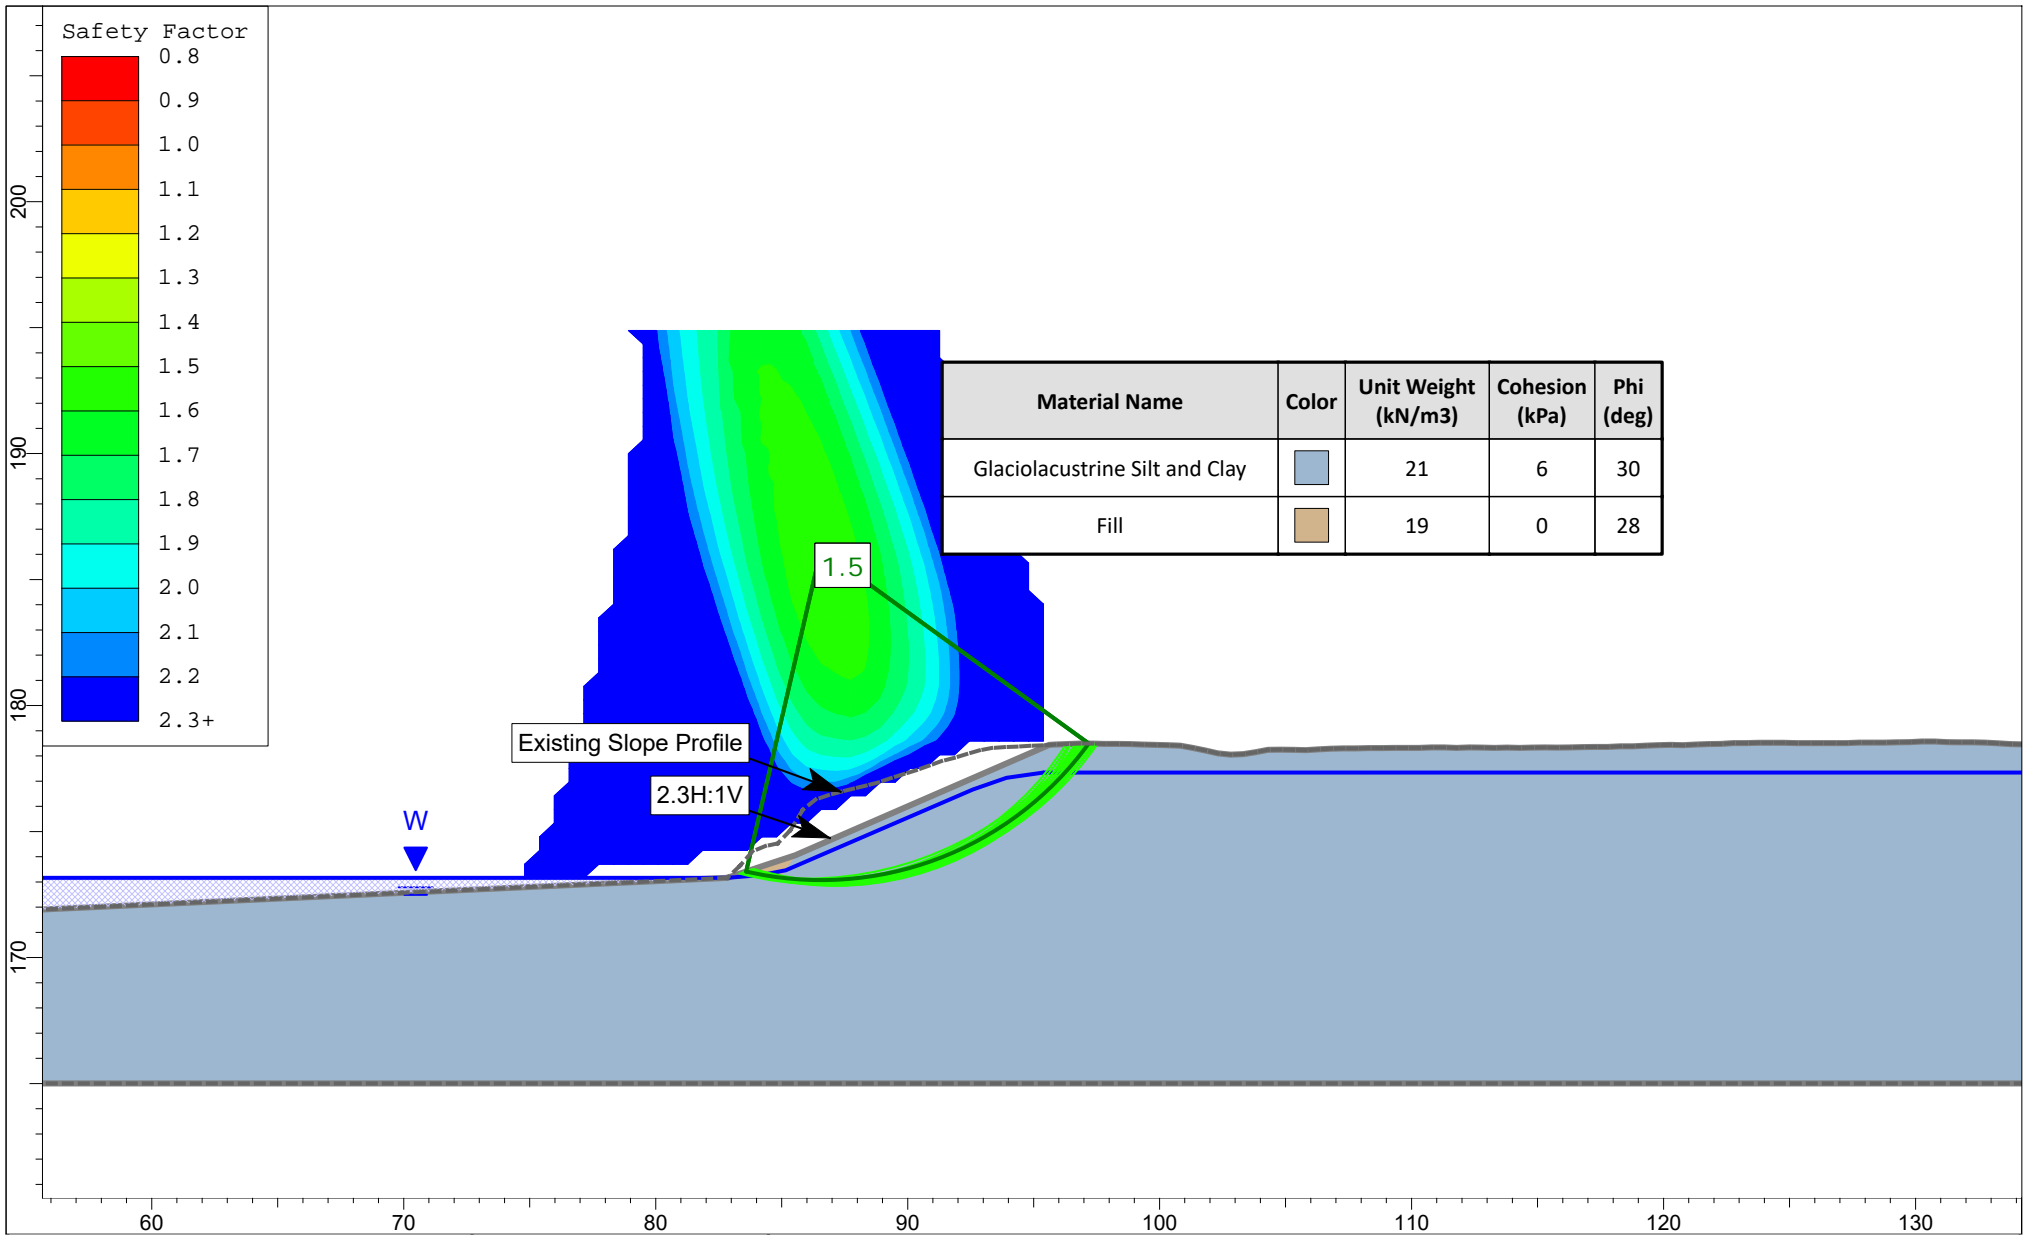 Safety Factor
0.8
0.9
1.0
1.1
1.2
1.3
1.4
1.5
1.6
1.7
1.8
1.9
2.0
2.1
2.2
2.3+
200
190
180
170
Material Name Color Unit Weight (kN/m3) Cohesion (kPa) Phi (deg)
Glaciolacustrine Silt and Clay 21 6 30
Fill 19 0 28
1.5
Existing Slope Profile
2.3H:1V
W
60 70 80 90 100 110 120 130